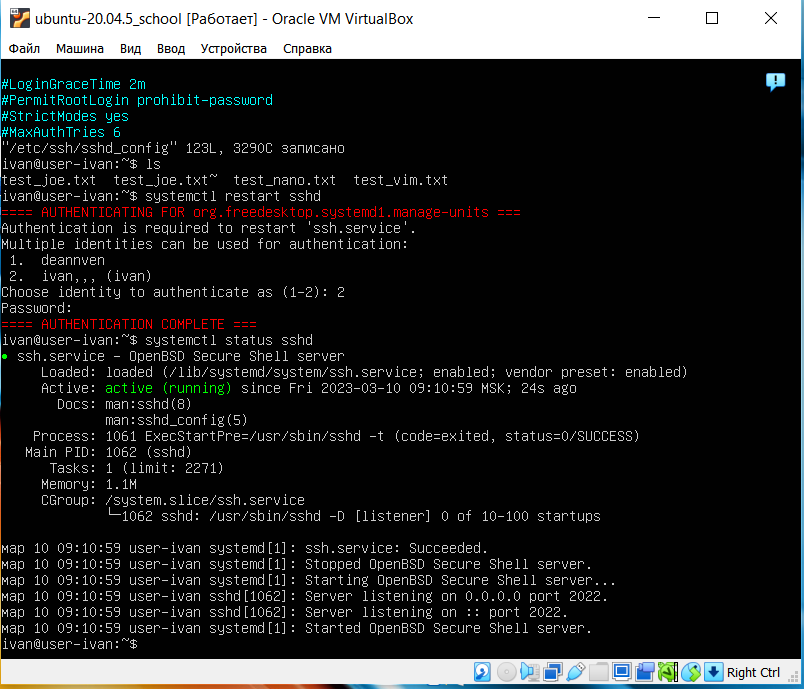 ubuntu-20.04.5_school [Работает] - Oracle VM VirtualBox
Файл Машина Вид Ввод Устройства Справка
#LoginGraceTime 2m
#PermitRootLogin prohibit-password
#StrictModes yes
#MaxAuthTries 6
"/etc/ssh/sshd_config" 123L, 3290C записано
ivan@user-ivan:~$ ls
test_joe.txt  test_joe.txt~  test_nano.txt  test_vim.txt
ivan@user-ivan:~$ systemctl restart sshd
==== AUTHENTICATING FOR org.freedesktop.systemd1.manage-units ===
Authentication is required to restart 'ssh.service'.
Multiple identities can be used for authentication:
 1.  deannven
 2.  ivan,,, (ivan)
Choose identity to authenticate as (1-2): 2
Password:
==== AUTHENTICATION COMPLETE ===
ivan@user-ivan:~$ systemctl status sshd
● ssh.service - OpenBSD Secure Shell server
     Loaded: loaded (/lib/systemd/system/ssh.service; enabled; vendor preset: enabled)
     Active: active (running) since Fri 2023-03-10 09:10:59 MSK; 24s ago
       Docs: man:sshd(8)
             man:sshd_config(5)
    Process: 1061 ExecStartPre=/usr/sbin/sshd -t (code=exited, status=0/SUCCESS)
   Main PID: 1062 (sshd)
      Tasks: 1 (limit: 2271)
     Memory: 1.1M
     CGroup: /system.slice/ssh.service
             └─1062 sshd: /usr/sbin/sshd -D [listener] 0 of 10-100 startups
мар 10 09:10:59 user-ivan systemd[1]: ssh.service: Succeeded.
мар 10 09:10:59 user-ivan systemd[1]: Stopped OpenBSD Secure Shell server.
мар 10 09:10:59 user-ivan systemd[1]: Starting OpenBSD Secure Shell server...
мар 10 09:10:59 user-ivan sshd[1062]: Server listening on 0.0.0.0 port 2022.
мар 10 09:10:59 user-ivan sshd[1062]: Server listening on :: port 2022.
мар 10 09:10:59 user-ivan systemd[1]: Started OpenBSD Secure Shell server.
ivan@user-ivan:~$
Right Ctrl